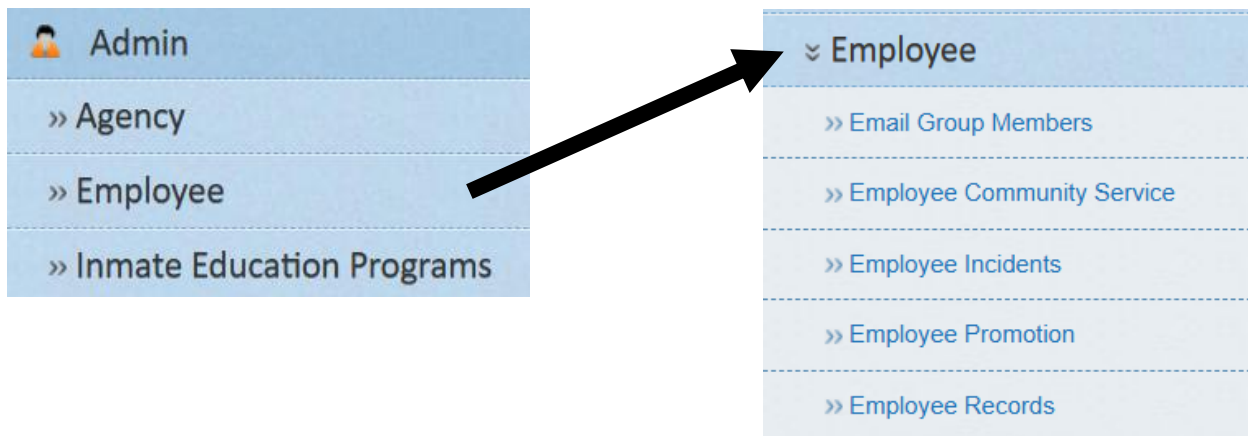 Admin
» Agency
» Employee
» Inmate Education Programs
Employee
» Email Group Members
» Employee Community Service
» Employee Incidents
» Employee Promotion
» Employee Records